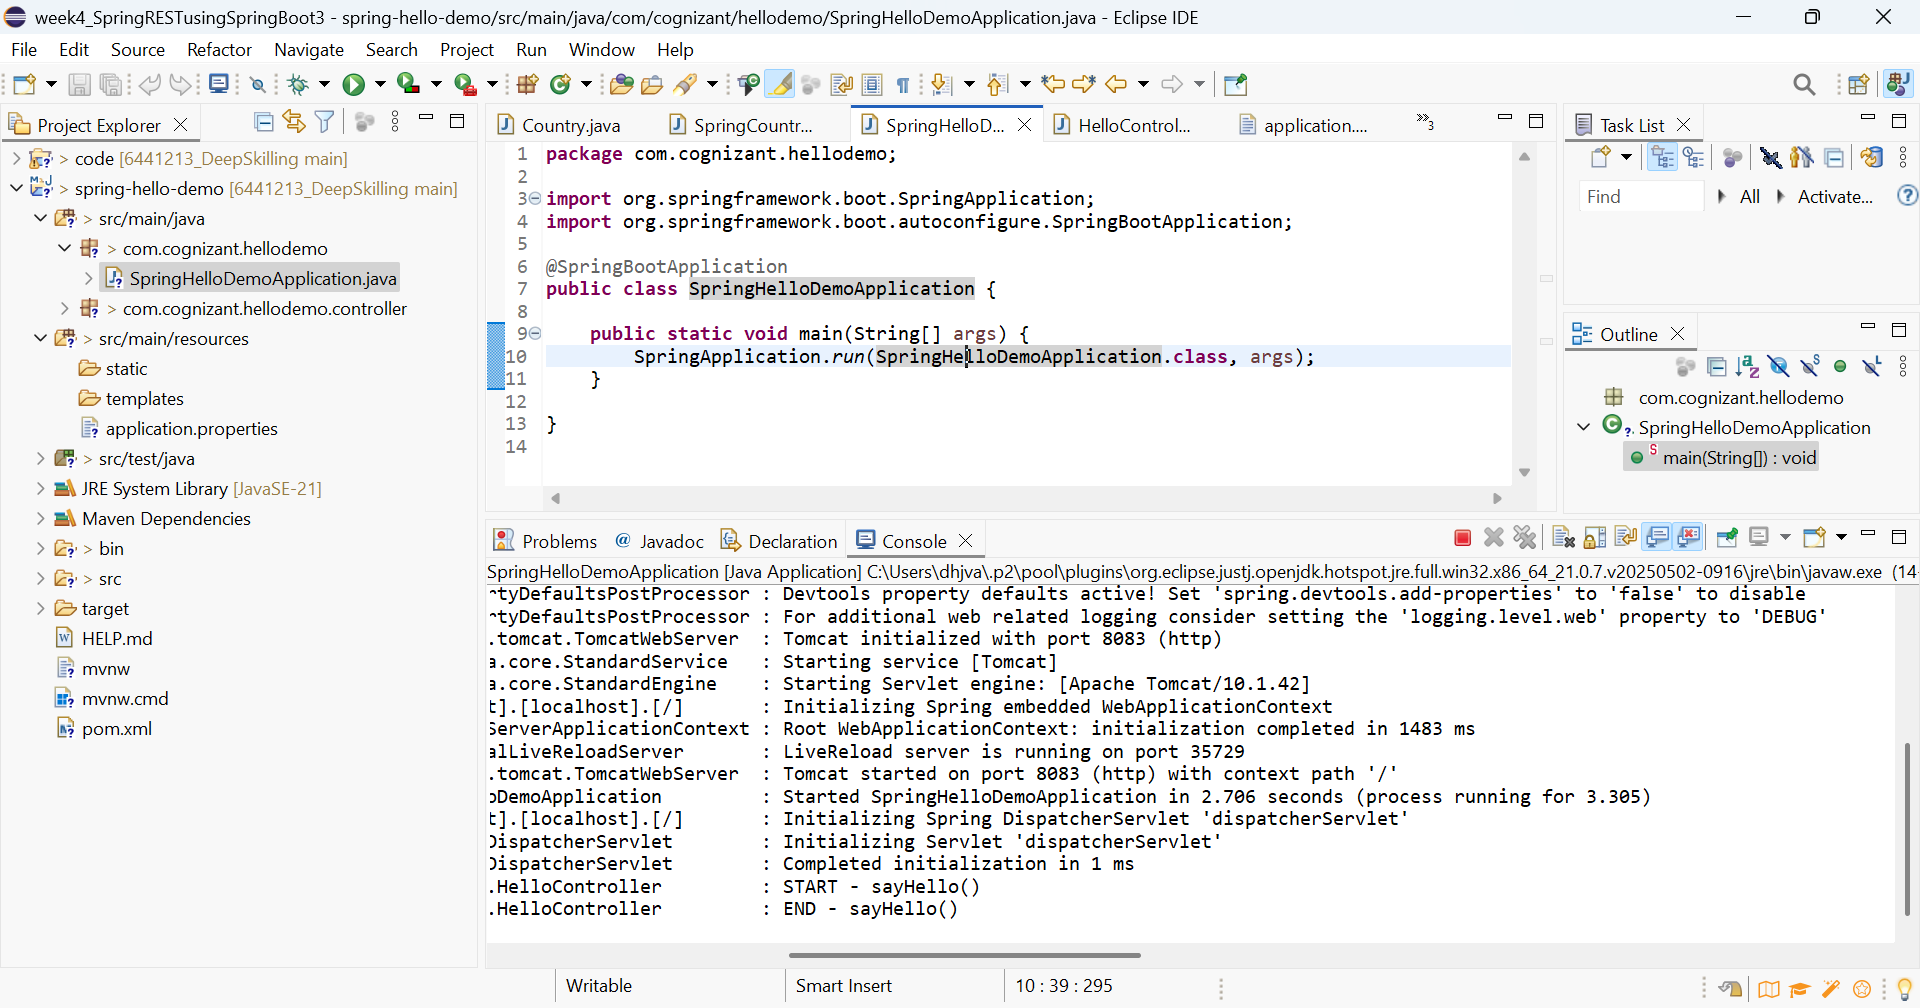 week4_SpringRESTusingSpringBoot3 - spring-hello-demo/src/main/java/com/cognizant/hellodemo/SpringHelloDemoApplication.java - Eclipse IDE
File Edit Source Refactor Navigate Search Project Run Window Help
Project Explorer
> code [6441213_DeepSkilling main]
> spring-hello-demo [6441213_DeepSkilling main]
> src/main/java
> com.cognizant.hellodemo
SpringHelloDemoApplication.java
> com.cognizant.hellodemo.controller
> src/main/resources
static
templates
application.properties
> src/test/java
JRE System Library [JavaSE-21]
Maven Dependencies
> bin
> src
target
HELP.md
mvnw
mvnw.cmd
pom.xml
Country.java SpringCountr... SpringHelloD... HelloControl... application.... »3
1 package com.cognizant.hellodemo;
2
3 import org.springframework.boot.SpringApplication;
4 import org.springframework.boot.autoconfigure.SpringBootApplication;
5
6 @SpringBootApplication
7 public class SpringHelloDemoApplication {
8
9 public static void main(String[] args) {
10 SpringApplication.run(SpringHelloDemoApplication.class, args);
11 }
12
13 }
14
Task List
Find All Activate...
Outline
com.cognizant.hellodemo
SpringHelloDemoApplication
main(String[]) : void
Problems Javadoc Declaration Console
SpringHelloDemoApplication [Java Application] C:\Users\dhjva\.p2\pool\plugins\org.eclipse.justj.openjdk.hotspot.jre.full.win32.x86_64_21.0.7.v20250502-0916\jre\bin\javaw.exe (14
rtyDefaultsPostProcessor : Devtools property defaults active! Set 'spring.devtools.add-properties' to 'false' to disable
rtyDefaultsPostProcessor : For additional web related logging consider setting the 'logging.level.web' property to 'DEBUG'
.tomcat.TomcatWebServer : Tomcat initialized with port 8083 (http)
a.core.StandardService : Starting service [Tomcat]
a.core.StandardEngine : Starting Servlet engine: [Apache Tomcat/10.1.42]
t].[localhost].[/] : Initializing Spring embedded WebApplicationContext
ServerApplicationContext : Root WebApplicationContext: initialization completed in 1483 ms
alLiveReloadServer : LiveReload server is running on port 35729
.tomcat.TomcatWebServer : Tomcat started on port 8083 (http) with context path '/'
oDemoApplication : Started SpringHelloDemoApplication in 2.706 seconds (process running for 3.305)
t].[localhost].[/] : Initializing Spring DispatcherServlet 'dispatcherServlet'
DispatcherServlet : Initializing Servlet 'dispatcherServlet'
DispatcherServlet : Completed initialization in 1 ms
.HelloController : START - sayHello()
.HelloController : END - sayHello()
Writable Smart Insert 10 : 39 : 295